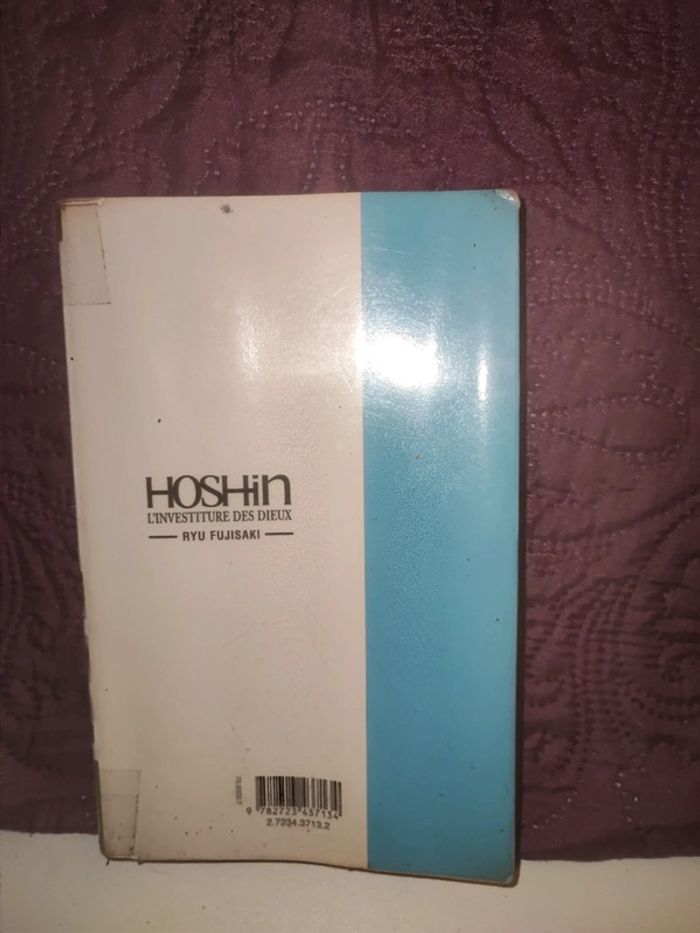 HOSHIN
L'INVESTITURE DES DIEUX
RYU FUJISAKI
9 782723 437134
2.7234.3713.2